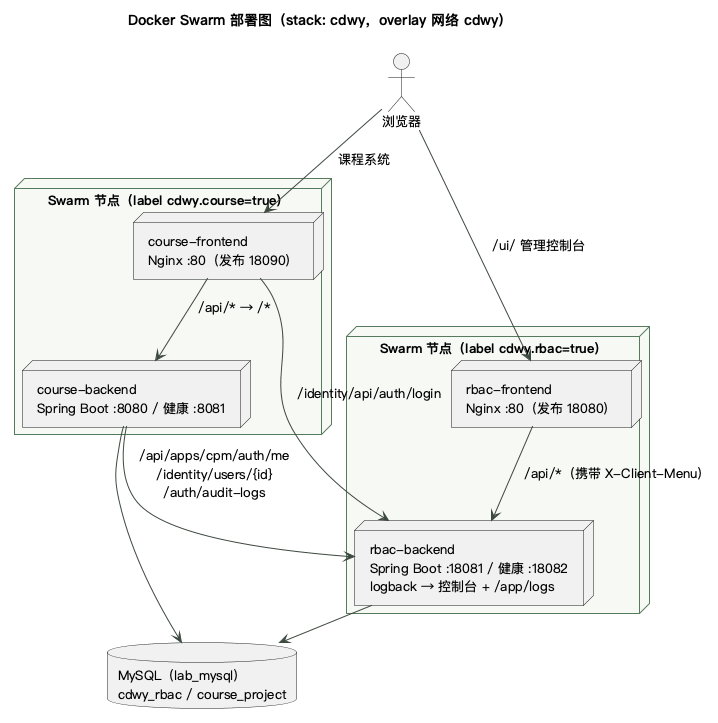 Docker Swarm 部署图（stack: cdwy，overlay 网络 cdwy）
浏览器
课程系统
Swarm 节点（label cdwy.course=true）
course-frontend
Nginx :80（发布 18090）
/ui/ 管理控制台
/api/* → /*
Swarm 节点（label cdwy.rbac=true）
course-backend
Spring Boot :8080 / 健康 :8081
/identity/api/auth/login
rbac-frontend
Nginx :80（发布 18080）
/api/apps/cpm/auth/me
/identity/users/{id}
/auth/audit-logs
/api/*（携带 X-Client-Menu）
rbac-backend
Spring Boot :18081 / 健康 :18082
logback → 控制台 + /app/logs
MySQL（lab_mysql）
cdwy_rbac / course_project